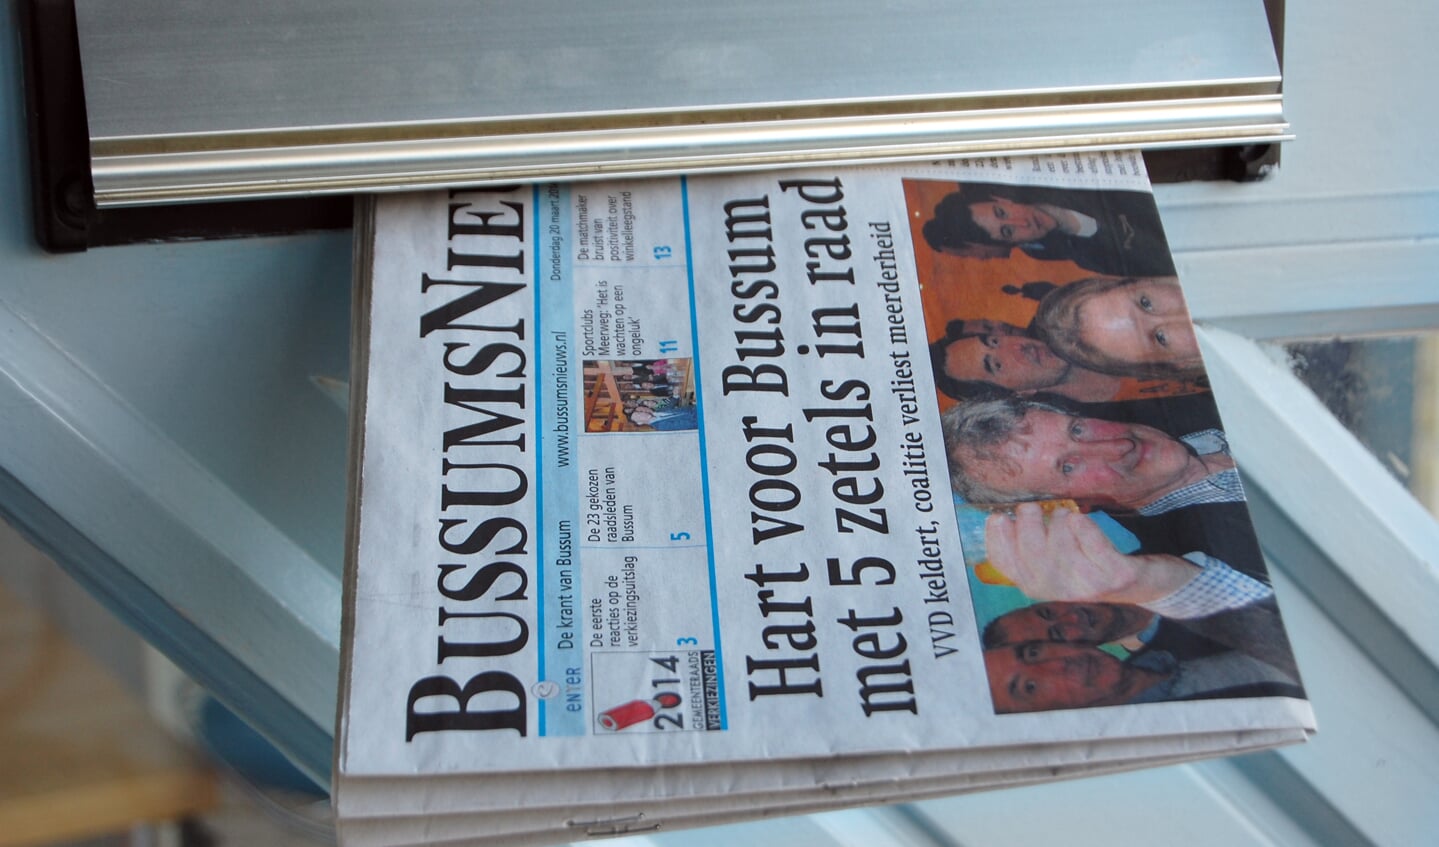 BUSSUMSNIEU
De krant van Bussum www.bussumsnieuws.nl Donderdag 20 maart 20
eNTER
2014
GEMEENTERAADS
VERKIEZINGEN
De eerste
reacties op de
verkiezingsuitslag
3
De 23 gekozen
raadsleden van
Bussum
5
Sportclubs
Meerweg: 'Het is
wachten op een
ongeluk'
11
De matchmaker
bruist van
positiviteit over
winkelleegstand
13
Hart voor Bussum
met 5 zetels in raad
VVD keldert, coalitie verliest meerderheid